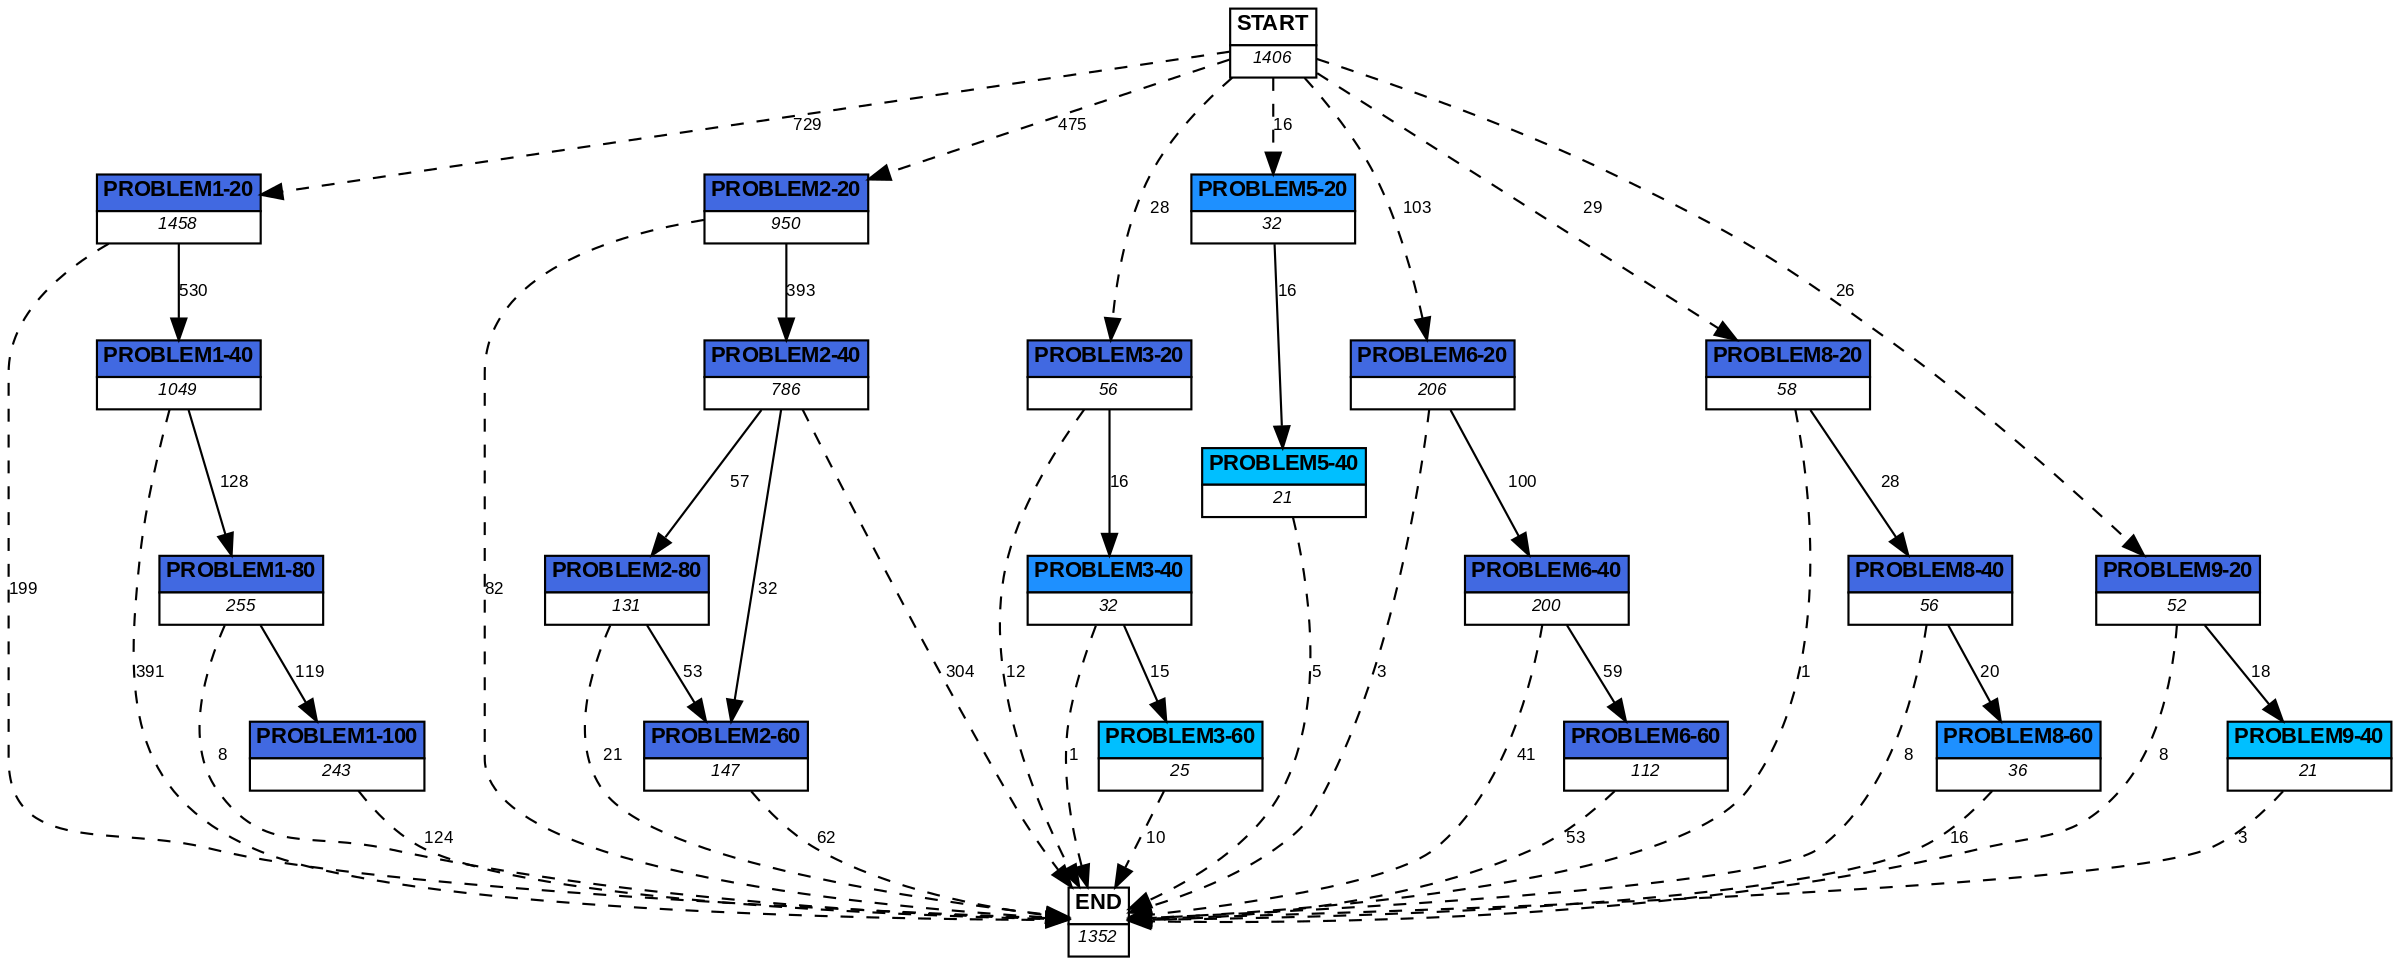 START
1406
729
475
16
28
103
29
26
PROBLEM1-20
1458
PROBLEM2-20
950
PROBLEM5-20
32
530
393
16
PROBLEM1-40
1049
PROBLEM2-40
786
PROBLEM3-20
56
PROBLEM6-20
206
PROBLEM8-20
58
128
57
16
PROBLEM5-40
21
100
28
PROBLEM1-80
255
PROBLEM2-80
131
PROBLEM3-40
32
PROBLEM6-40
200
PROBLEM8-40
56
PROBLEM9-20
52
199
82
32
391
119
53
304
12
15
5
3
59
1
20
18
PROBLEM1-100
243
PROBLEM2-60
147
PROBLEM3-60
25
PROBLEM6-60
112
PROBLEM8-60
36
PROBLEM9-40
21
8
21
1
41
8
8
124
62
10
53
16
3
END
1352